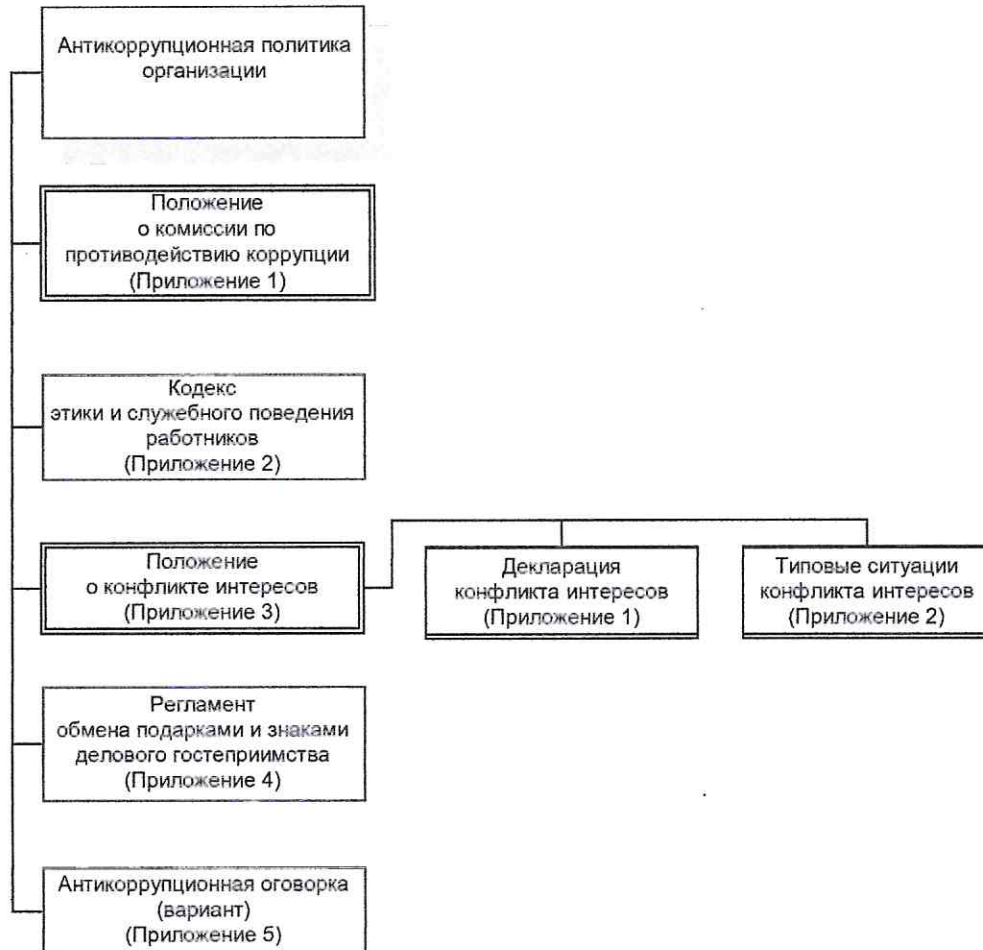 Антикоррупционная политика
организации
Положение
о комиссии по
противодействию коррупции
(Приложение 1)
Кодекс
этики и служебного поведения
работников
(Приложение 2)
Положение
о конфликте интересов
(Приложение 3)
Декларация
конфликта интересов
(Приложение 1)
Типовые ситуации
конфликта интересов
(Приложение 2)
Регламент
обмена подарками и знаками
делового гостеприимства
(Приложение 4)
Антикоррупционная оговорка
(вариант)
(Приложение 5)